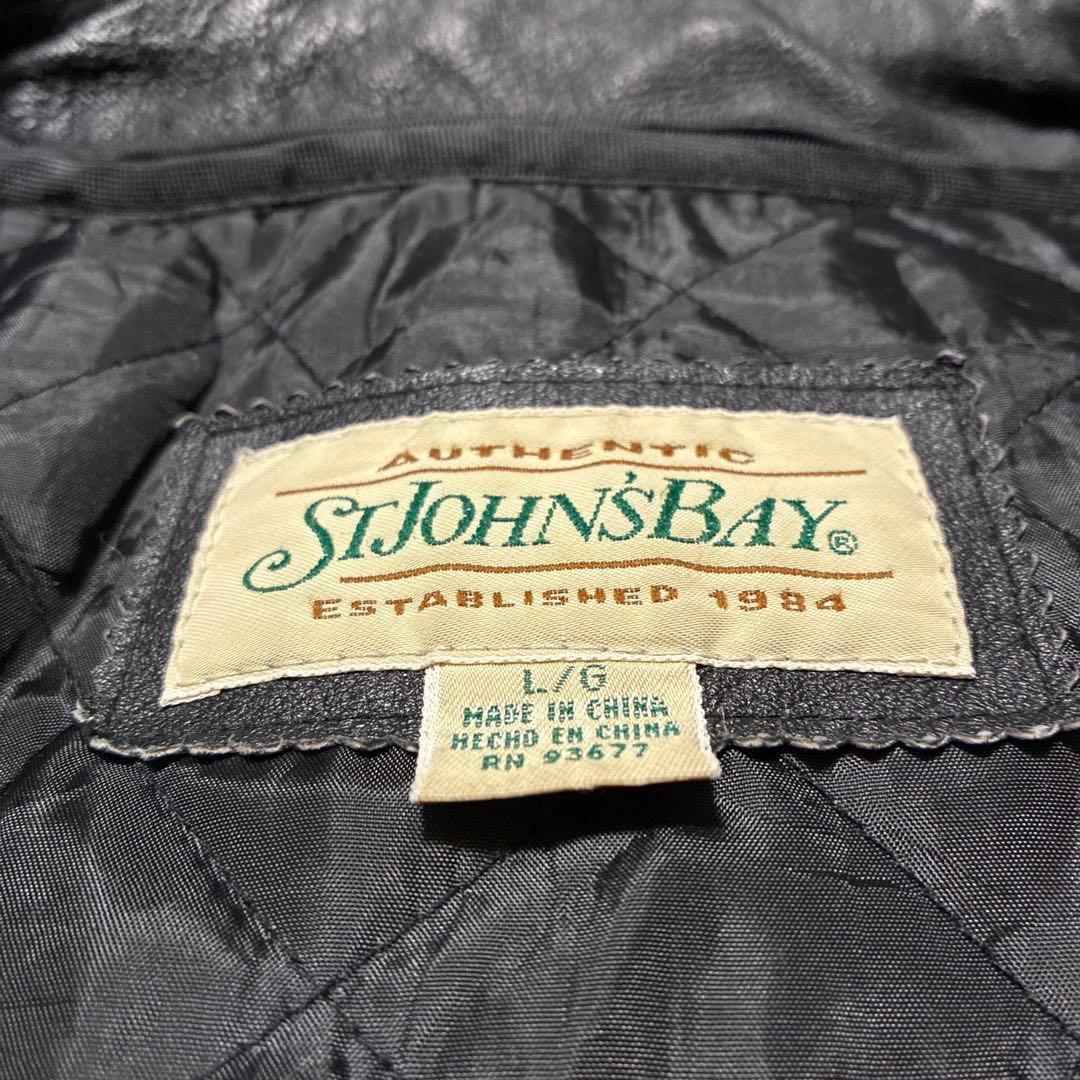 AUTHENTIC
ST JOHN'S BAY®
ESTABLISHED 1984
L/G
MADE IN CHINA
HECHO EN CHINA
RN 93677